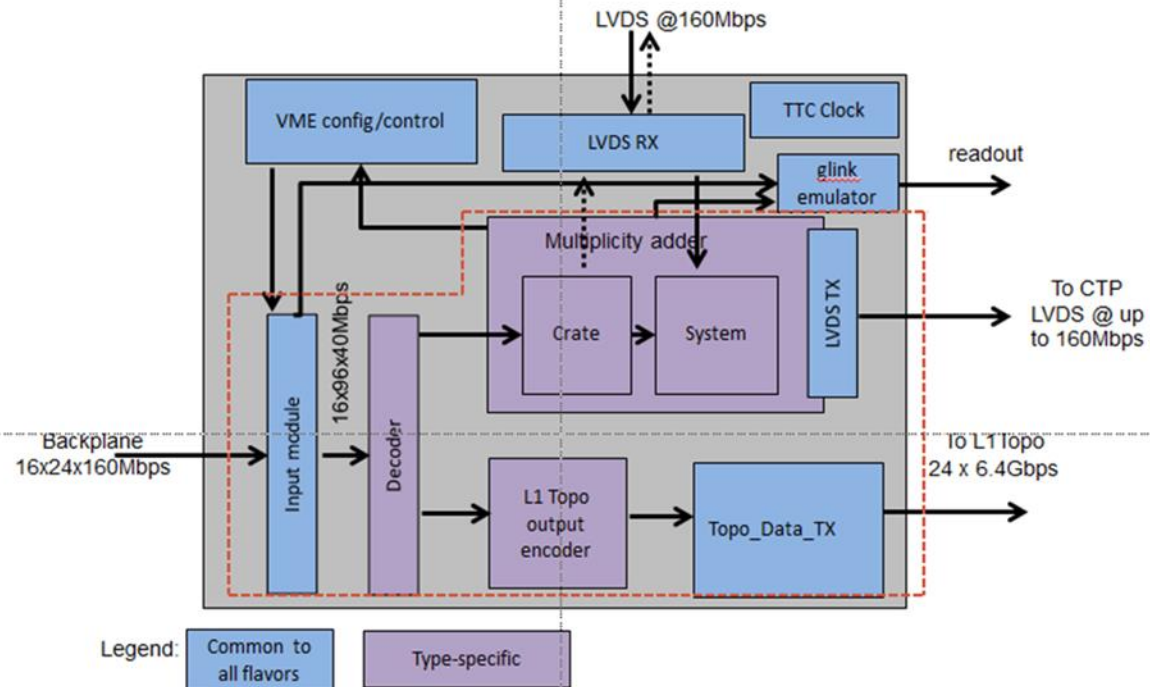 LVDS @160Mbps
VME config/control
LVDS RX
TTC Clock
glink
emulator
readout
Multiplicity adder
Crate
System
LVDS TX
To CTP
LVDS @ up
to 160Mbps
16x96x40Mbps
Backplane
16x24x160Mbps
Input module
Decoder
L1 Topo
output
encoder
Topo_Data_TX
To L1Topo
24 x 6.4Gbps
Legend:
Common to
all flavors
Type-specific